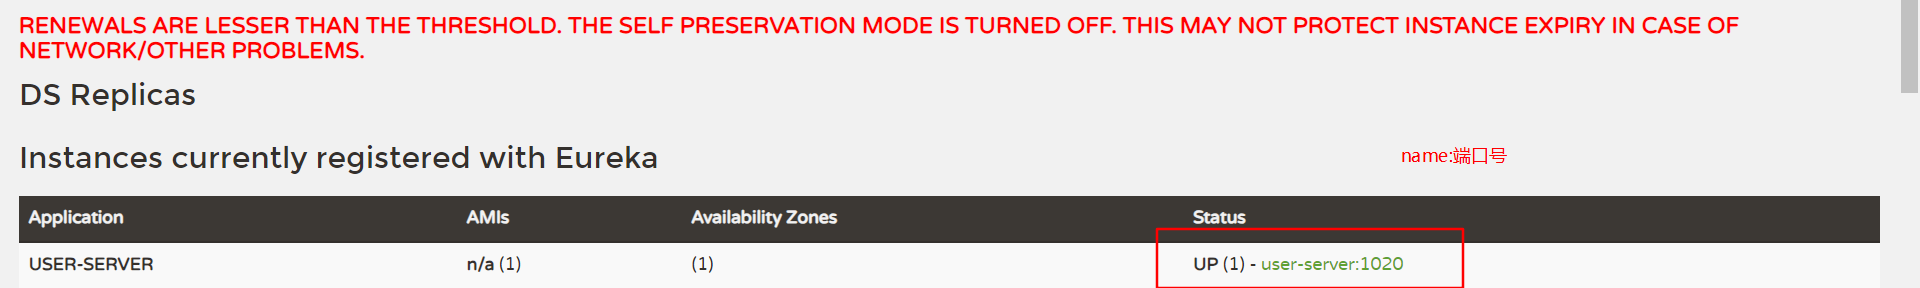 RENEWALS ARE LESSER THAN THE THRESHOLD. THE SELF PRESERVATION MODE IS TURNED OFF. THIS MAY NOT PROTECT INSTANCE EXPIRY IN CASE OF
NETWORK/OTHER PROBLEMS.
DS Replicas
Instances currently registered with Eureka
name:端口号
Application AMIs Availability Zones Status
USER-SERVER n/a (1) (1) UP (1) - user-server:1020